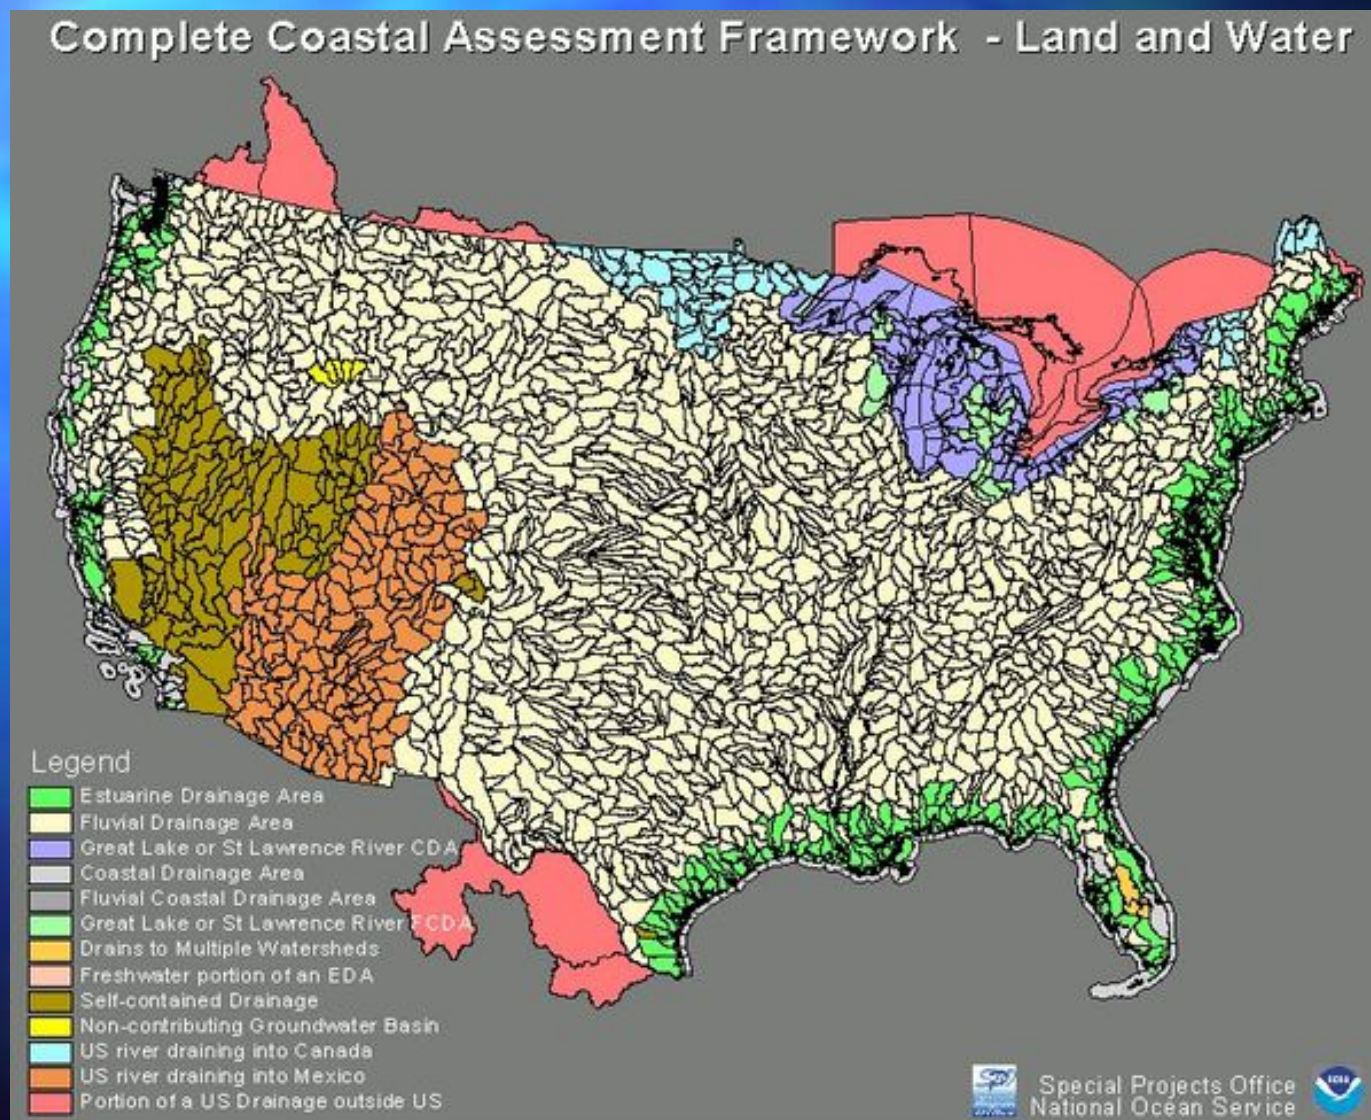 Complete Coastal Assessment Framework - Land and Water
Legend
Estuarine Drainage Area
Fluvial Drainage Area
Great Lake or St Lawrence River CDA
Coastal Drainage Area
Fluvial Coastal Drainage Area
Great Lake or St Lawrence River FCDA
Drains to Multiple Watersheds
Freshwater portion of an EDA
Self-contained Drainage
Non-contributing Groundwater Basin
US river draining into Canada
US river draining into Mexico
Portion of a US Drainage outside US
Special Projects Office
National Ocean Service